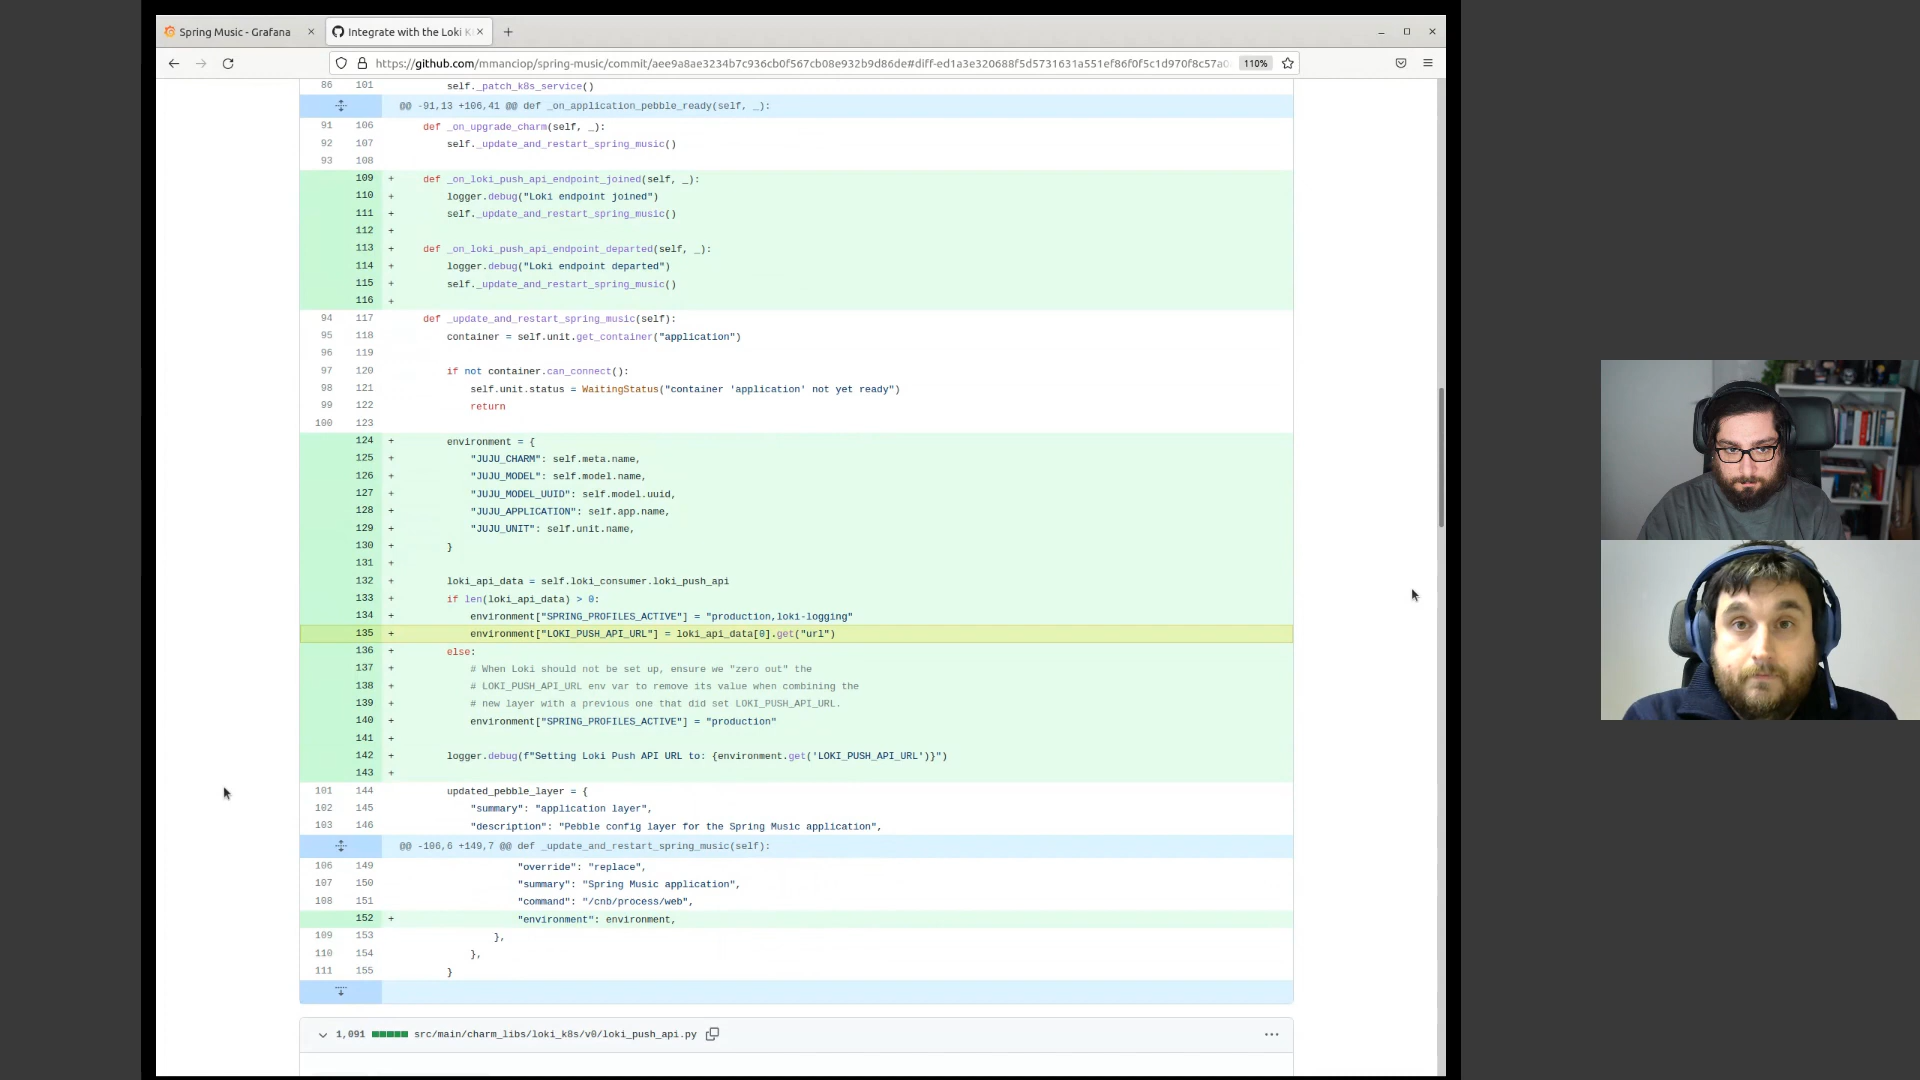 Spring Music - Grafana × Integrate with the Loki K × +
https://github.com/mmanciop/spring-music/commit/aee9a8ae3234b7c936cb0f567cb08e932b9d86de#diff-ed1a3e320688f5d5731631a551ef86f0f5c1d970f8c57a0 110%
86 101 self._patch_k8s_service()
@@ -91,13 +106,41 @@ def _on_application_pebble_ready(self, _):
91 106 def _on_upgrade_charm(self, _):
92 107 self._update_and_restart_spring_music()
93 108
109 + def _on_loki_push_api_endpoint_joined(self, _):
110 + logger.debug("Loki endpoint joined")
111 + self._update_and_restart_spring_music()
112 +
113 + def _on_loki_push_api_endpoint_departed(self, _):
114 + logger.debug("Loki endpoint departed")
115 + self._update_and_restart_spring_music()
116 +
94 117 def _update_and_restart_spring_music(self):
95 118 container = self.unit.get_container("application")
96 119
97 120 if not container.can_connect():
98 121 self.unit.status = WaitingStatus("container 'application' not yet ready")
99 122 return
100 123
124 + environment = {
125 + "JUJU_CHARM": self.meta.name,
126 + "JUJU_MODEL": self.model.name,
127 + "JUJU_MODEL_UUID": self.model.uuid,
128 + "JUJU_APPLICATION": self.app.name,
129 + "JUJU_UNIT": self.unit.name,
130 + }
131 +
132 + loki_api_data = self.loki_consumer.loki_push_api
133 + if len(loki_api_data) > 0:
134 + environment["SPRING_PROFILES_ACTIVE"] = "production,loki-logging"
135 + environment["LOKI_PUSH_API_URL"] = loki_api_data[0].get("url")
136 + else:
137 + # When Loki should not be set up, ensure we "zero out" the
138 + # LOKI_PUSH_API_URL env var to remove its value when combining the
139 + # new layer with a previous one that did set LOKI_PUSH_API_URL.
140 + environment["SPRING_PROFILES_ACTIVE"] = "production"
141 +
142 + logger.debug(f"Setting Loki Push API URL to: {environment.get('LOKI_PUSH_API_URL')}")
143 +
101 144 updated_pebble_layer = {
102 145 "summary": "application layer",
103 146 "description": "Pebble config layer for the Spring Music application",
@@ -106,6 +149,7 @@ def _update_and_restart_spring_music(self):
106 149 "override": "replace",
107 150 "summary": "Spring Music application",
108 151 "command": "/cnb/process/web",
152 + "environment": environment,
109 153 },
110 154 },
111 155 }
1,091 src/main/charm_libs/loki_k8s/v0/loki_push_api.py